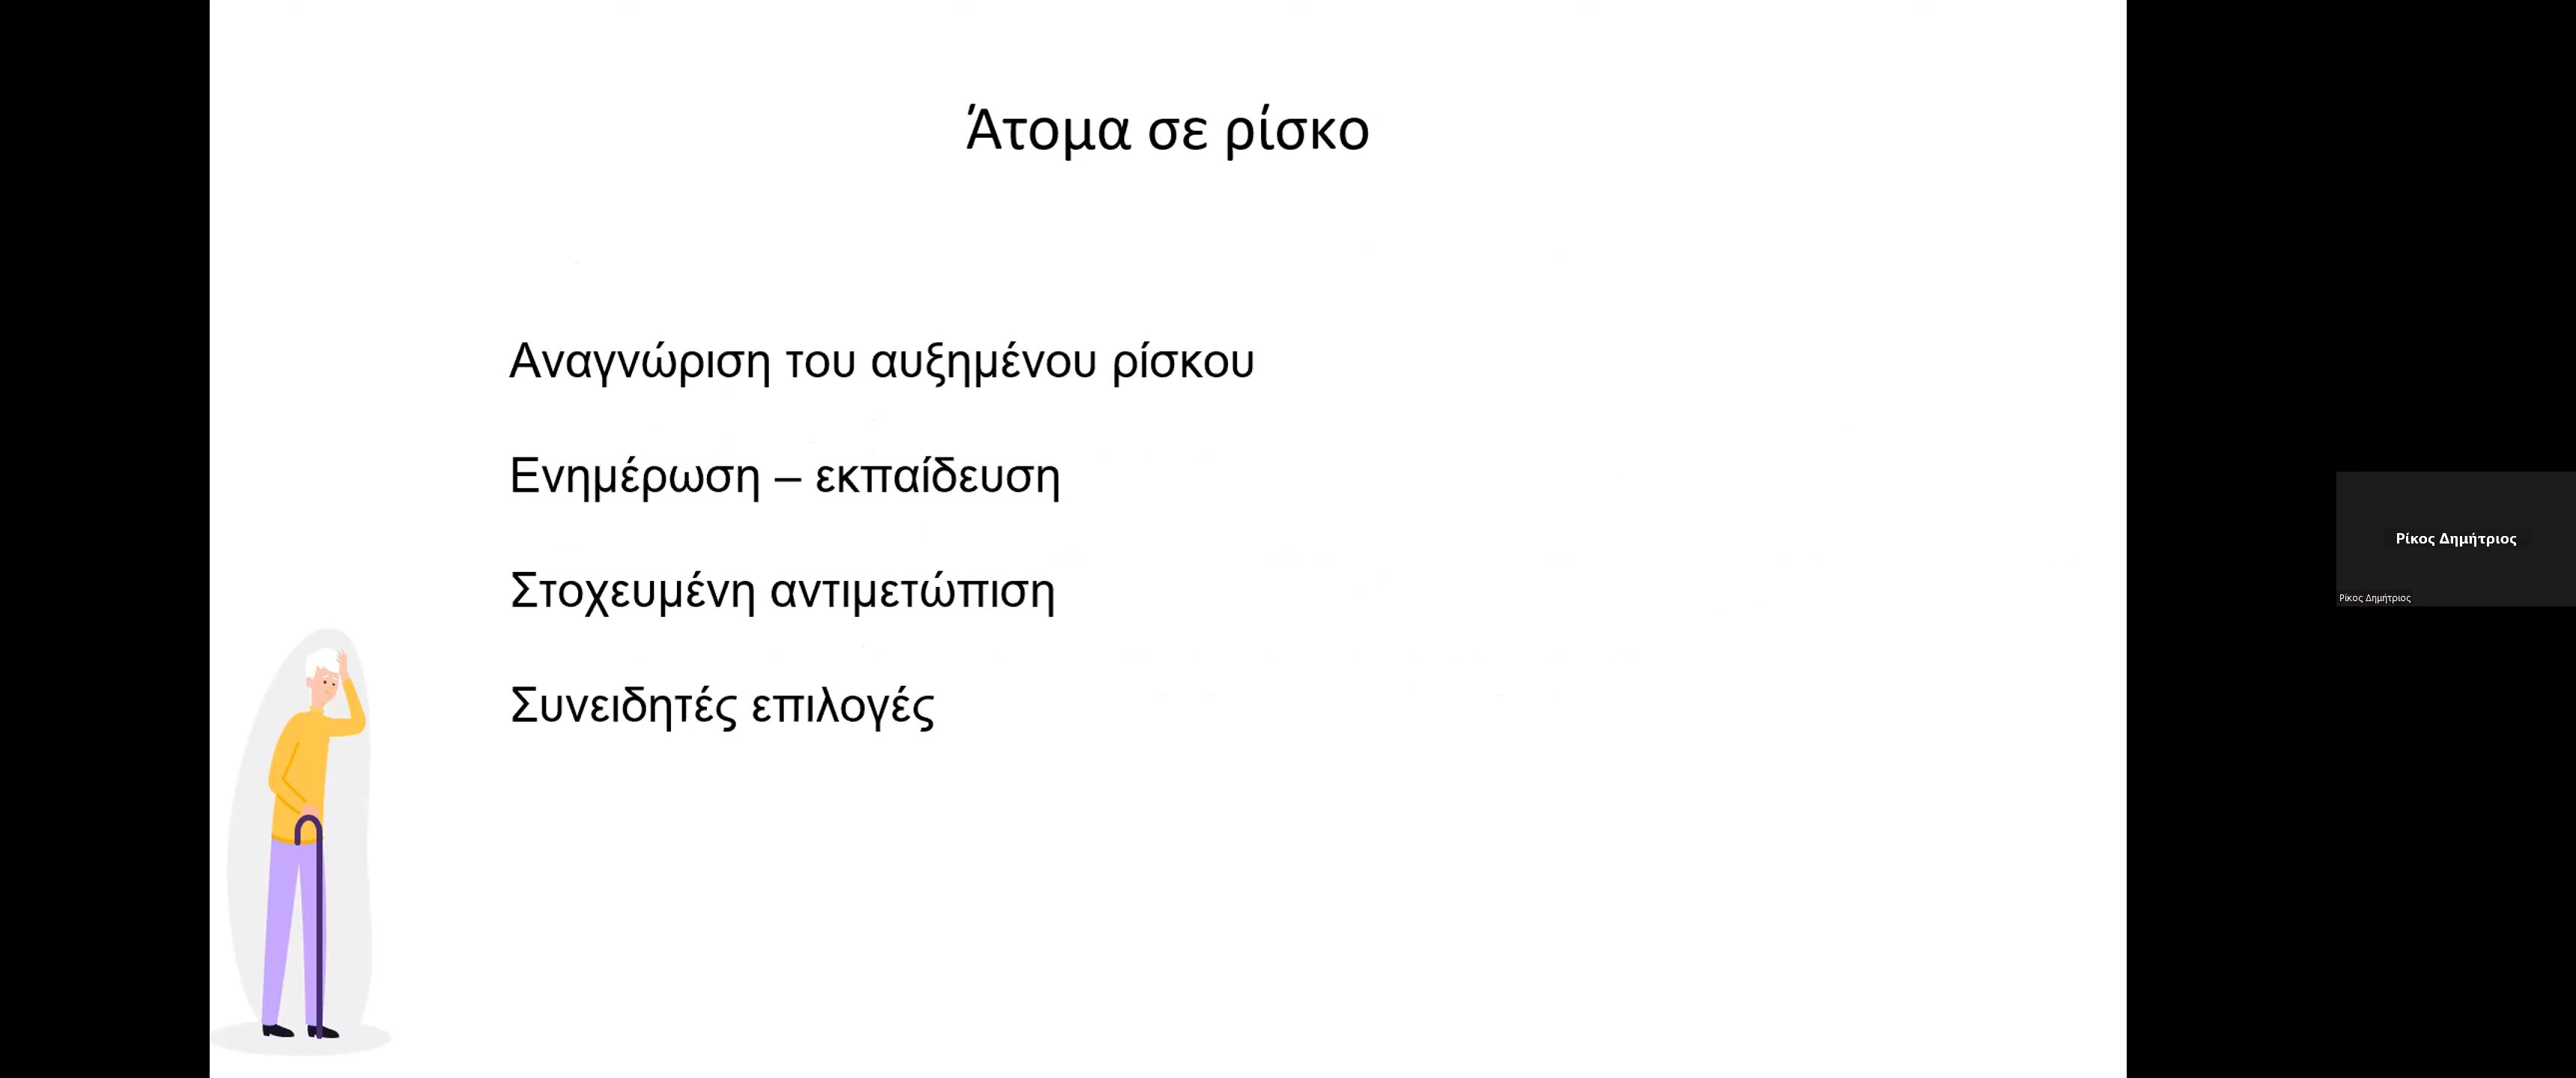 Άτομα σε ρίσκο
Αναγνώριση του αυξημένου ρίσκου
Ενημέρωση – εκπαίδευση
Στοχευμένη αντιμετώπιση
Συνειδητές επιλογές
Ρίκος Δημήτριος
Ρίκος Δημήτριος